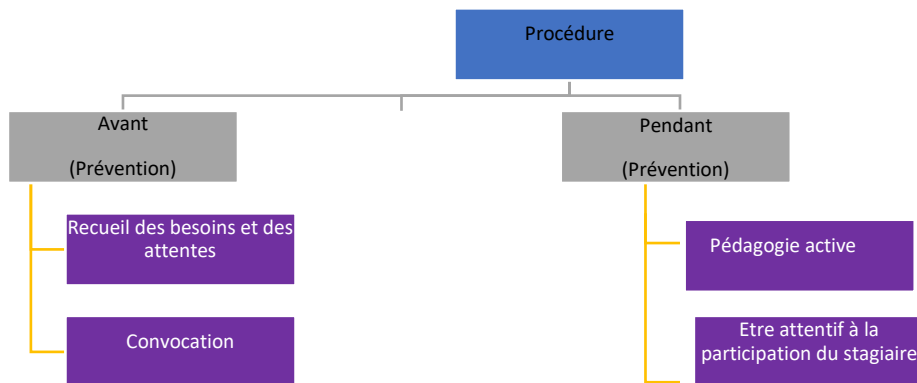 Procédure
Avant
(Prévention)
Recueil des besoins et des
attentes
Convocation
Pendant
(Prévention)
Pédagogie active
Etre attentif à la
participation du stagiaire